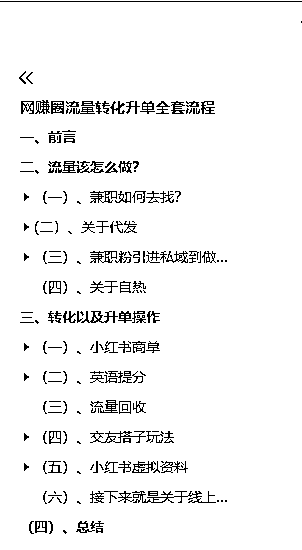 网赚圈流量转化升单全套流程
一、前言
二、流量该怎么做?
（一）、兼职如何去找?
（二）、关于代发
（三）、兼职粉引进私域到做...
（四）、关于自热
三、转化以及升单操作
（一）、小红书商单
（二）、英语提分
（三）、流量回收
（四）、交友搭子玩法
（五）、小红书虚拟资料
（六）、接下来就是关于线上...
（四）、总结